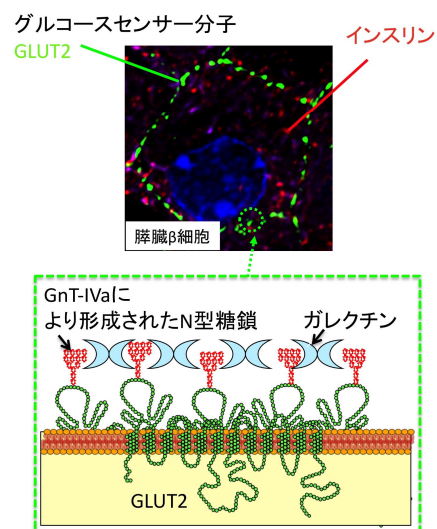 グルコースセンサー分子
GLUT2
インスリン
膵臓β細胞
GnT-IVaに
より形成されたN型糖鎖
ガレクチン
GLUT2